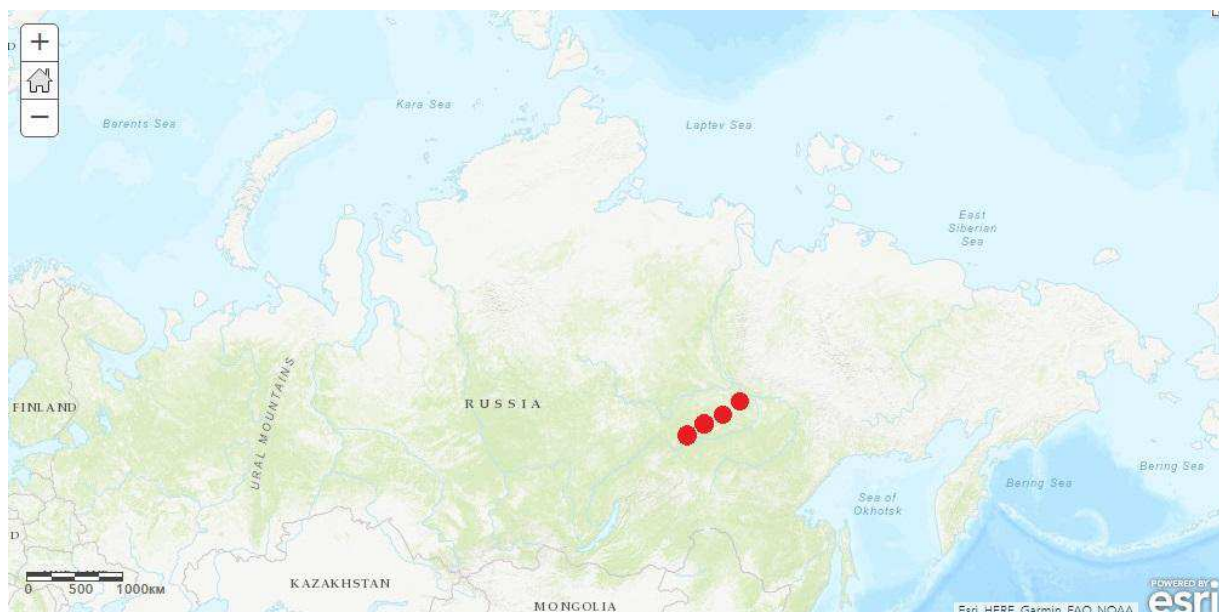 +
−
Barents Sea
Kara Sea
Laptev Sea
East
Siberian
Sea
FINLAND
URAL MOUNTAINS
RUSSIA
Sea of
Okhotsk
Bering Sea
Bering Sea
KAZAKHSTAN
MONGOLIA
0 500 1000км
POWERED BY
esri
Esri, HERE, Garmin, FAO, NOAA